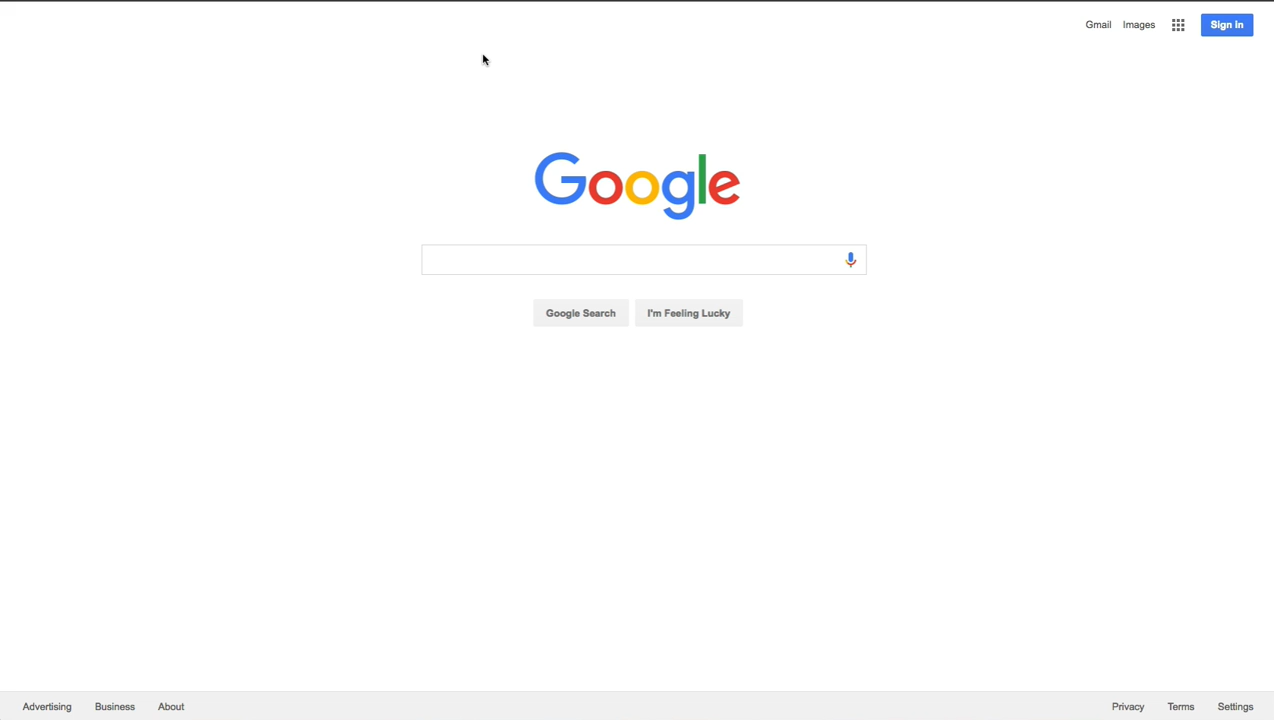 Gmail Images Sign in
Google
Google Search I'm Feeling Lucky
Advertising Business About Privacy Terms Settings